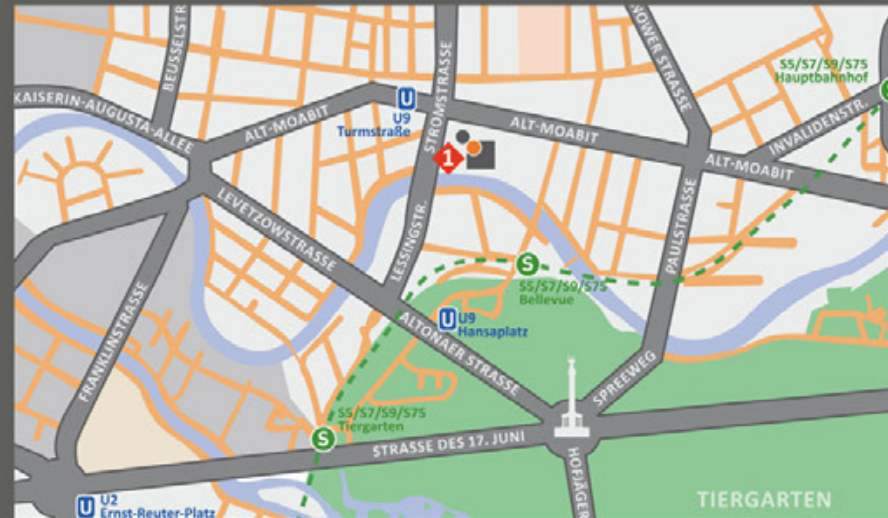 BEUSSELSTR
KAISERIN-AUGUSTA-ALLEE
ALT-MOABIT
U
U9
Turmstraße
STROMSTRASSE
1
ALT-MOABIT
NOWER STRASSE
S5/S7/S9/S75
Hauptbahnhof
INVALIDENSTR.
ALT-MOABIT
LEVETZOWSTRASSE
LESSINGSTR.
PAULSTRASSE
S
S5/S7/S9/S75
Bellevue
U
U9
Hansaplatz
FRANKLINSTRASSE
ALTONAER STRASSE
SPREEWEG
S5/S7/S9/S75
Tiergarten
S
STRASSE DES 17. JUNI
HOFJÄGER
TIERGARTEN
U
U2
Ernst-Reuter-Platz